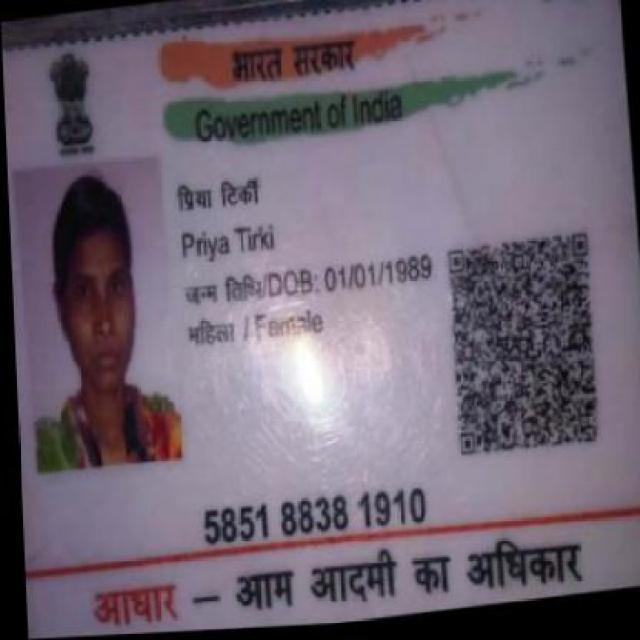 भारत सरकार
Government of India
प्रिया टिर्की
Priya Tirki
जन्म तिथि/DOB: 01/01/1989
महिला / Female
5851 8838 1910
आधार – आम आदमी का अधिकार